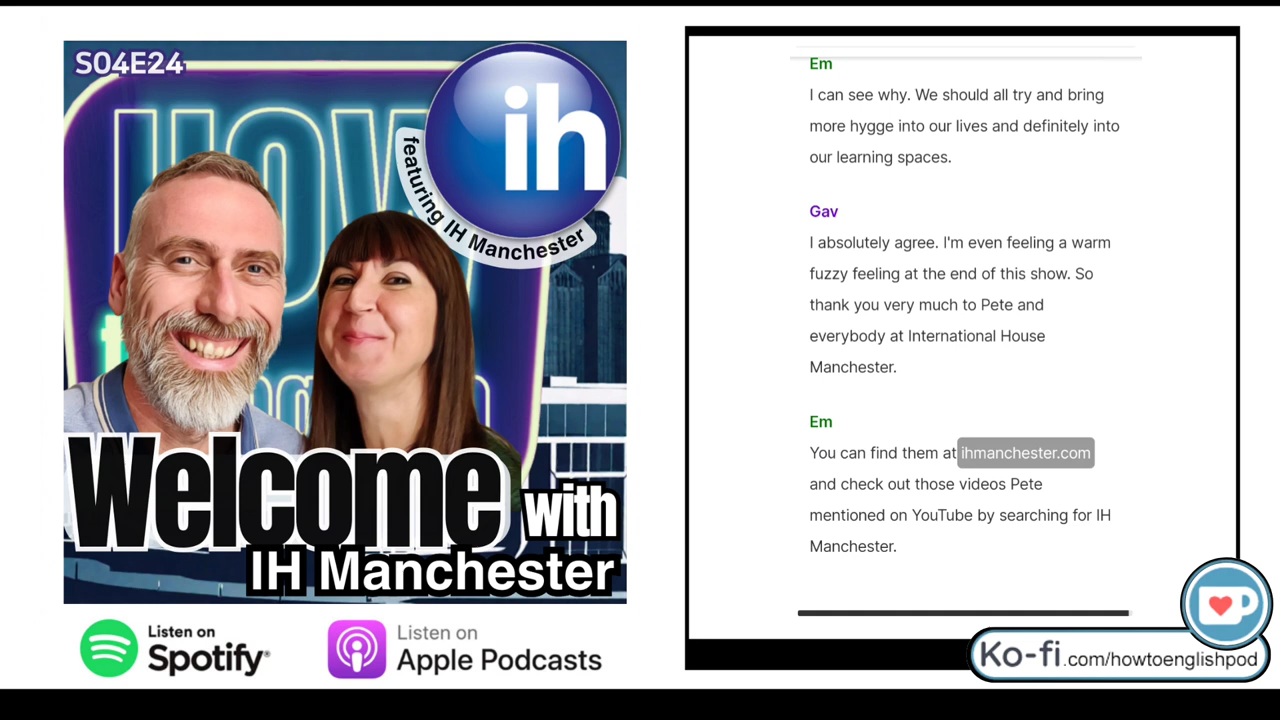 S04E24
HOW
ih
featuring IH Manchester
Welcome
with
IH Manchester
Listen on
Spotify
Listen on
Apple Podcasts
Em
I can see why. We should all try and bring
more hygge into our lives and definitely into
our learning spaces.
Gav
I absolutely agree. I'm even feeling a warm
fuzzy feeling at the end of this show. So
thank you very much to Pete and
everybody at International House
Manchester.
Em
You can find them at ihmanchester.com
and check out those videos Pete
mentioned on YouTube by searching for IH
Manchester.
Ko-fi.com/howtoenglishpod